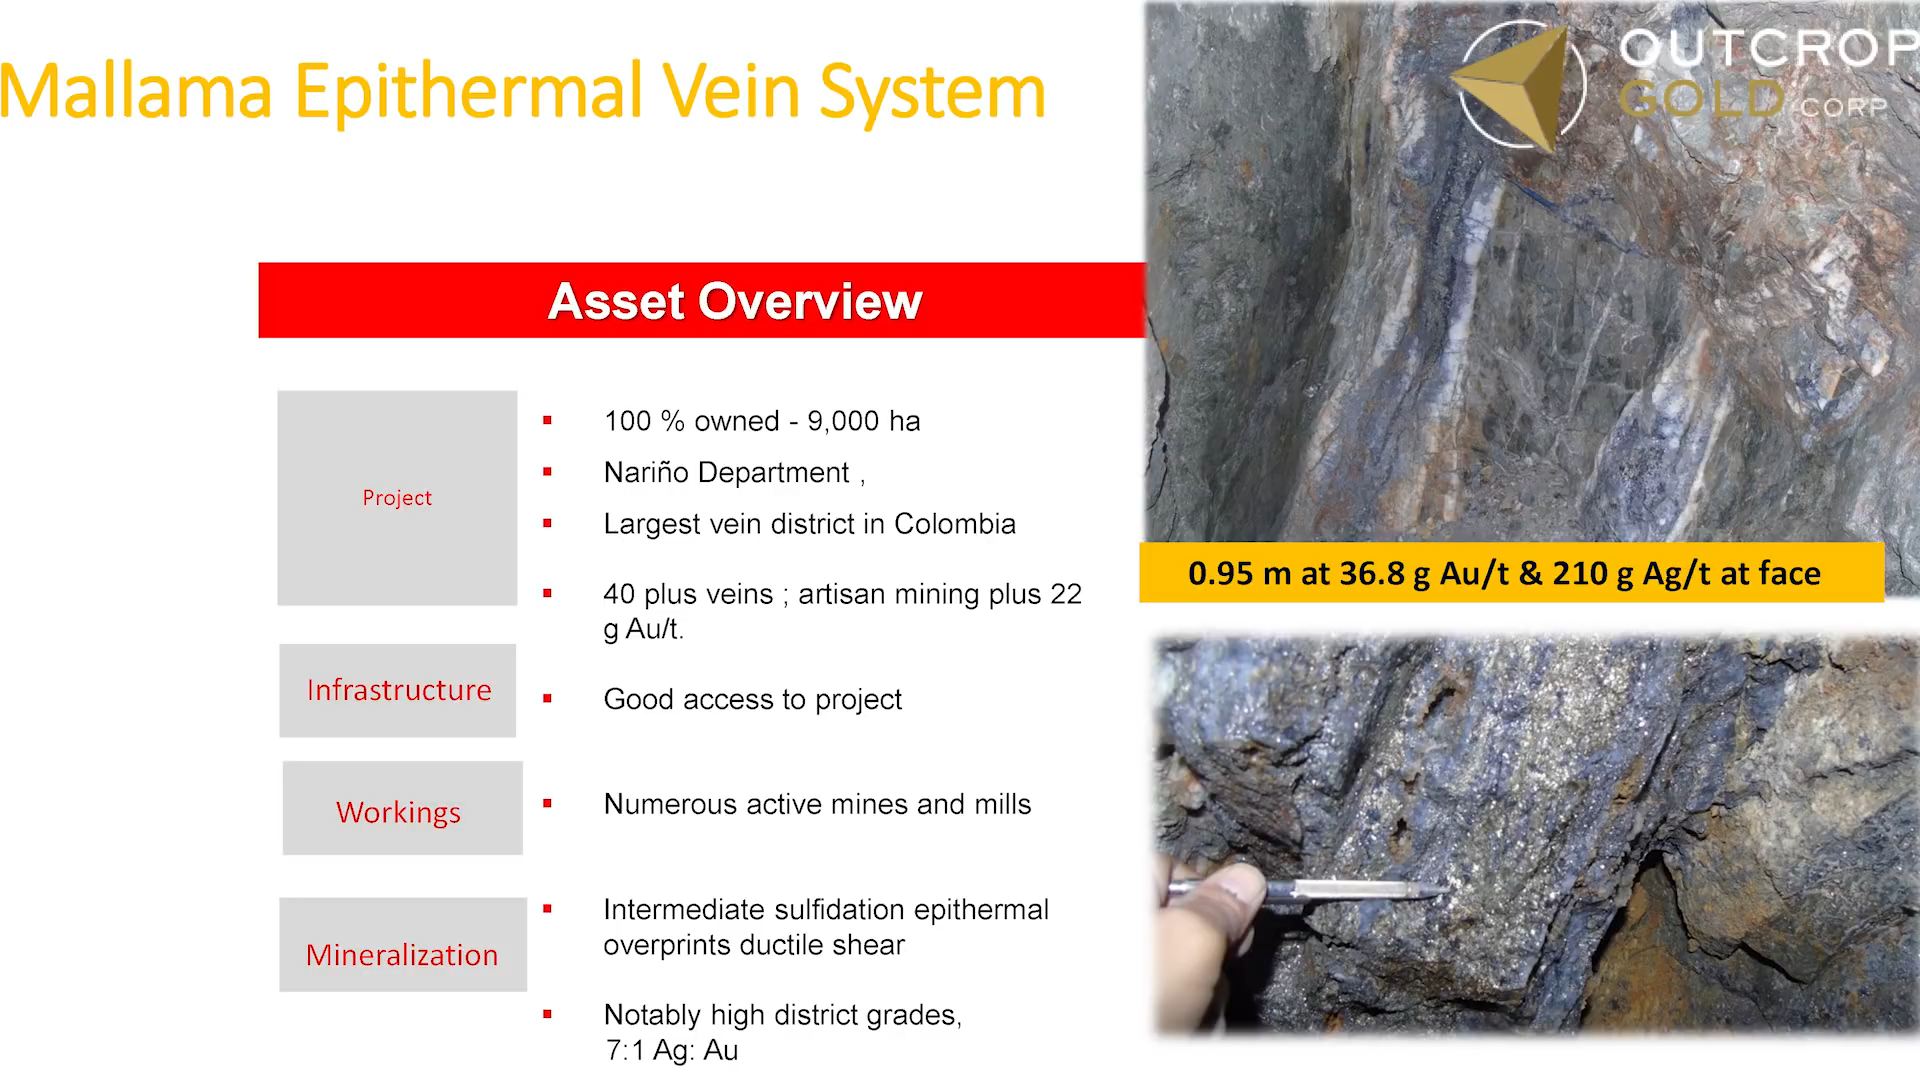 Mallama Epithermal Vein System
OUTCROP
GOLD CORP
Asset Overview
Project
▪ 100 % owned - 9,000 ha
▪ Nariño Department ,
▪ Largest vein district in Colombia
▪ 40 plus veins ; artisan mining plus 22
g Au/t.
0.95 m at 36.8 g Au/t & 210 g Ag/t at face
Infrastructure
▪ Good access to project
Workings
▪ Numerous active mines and mills
Mineralization
▪ Intermediate sulfidation epithermal
overprints ductile shear
▪ Notably high district grades,
7:1 Ag: Au